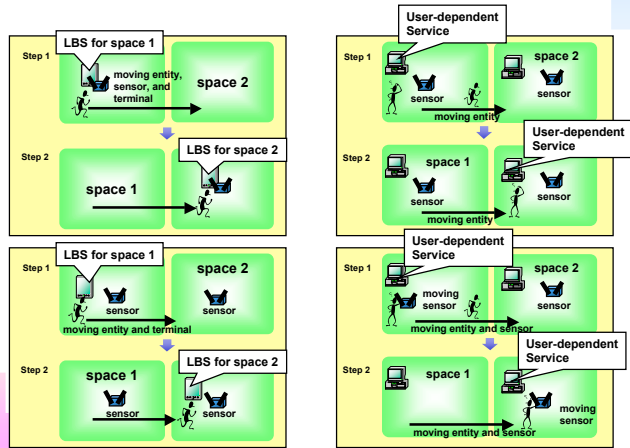 LBS for space 1
Step 1
moving entity,
sensor, and
terminal
space 2
Step 2
LBS for space 2
space 1
User-dependent
Service
Step 1
space 2
sensor
sensor
moving entity
User-dependent
Service
Step 2
space 1
sensor
sensor
moving entity
LBS for space 1
Step 1
space 2
sensor
sensor
moving entity and terminal
Step 2
space 1
LBS for space 2
sensor
sensor
User-dependent
Service
Step 1
space 2
moving
sensor
sensor
moving entity and sensor
User-dependent
Service
Step 2
space 1
moving
sensor
moving entity and sensor